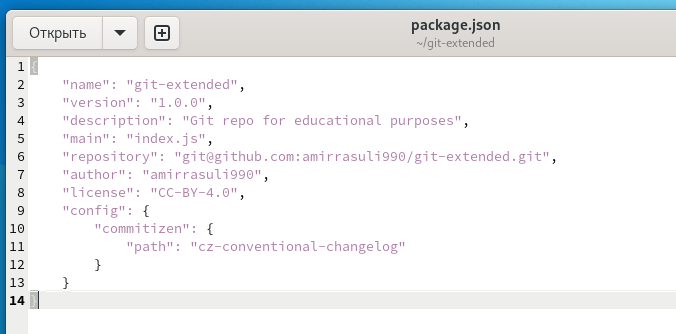 Открыть
package.json
~/git-extended
1 {
2     "name": "git-extended",
3     "version": "1.0.0",
4     "description": "Git repo for educational purposes",
5     "main": "index.js",
6     "repository": "git@github.com:amirrasuli990/git-extended.git",
7     "author": "amirrasuli990",
8     "license": "CC-BY-4.0",
9     "config": {
10         "commitizen": {
11             "path": "cz-conventional-changelog"
12         }
13     }
14 }